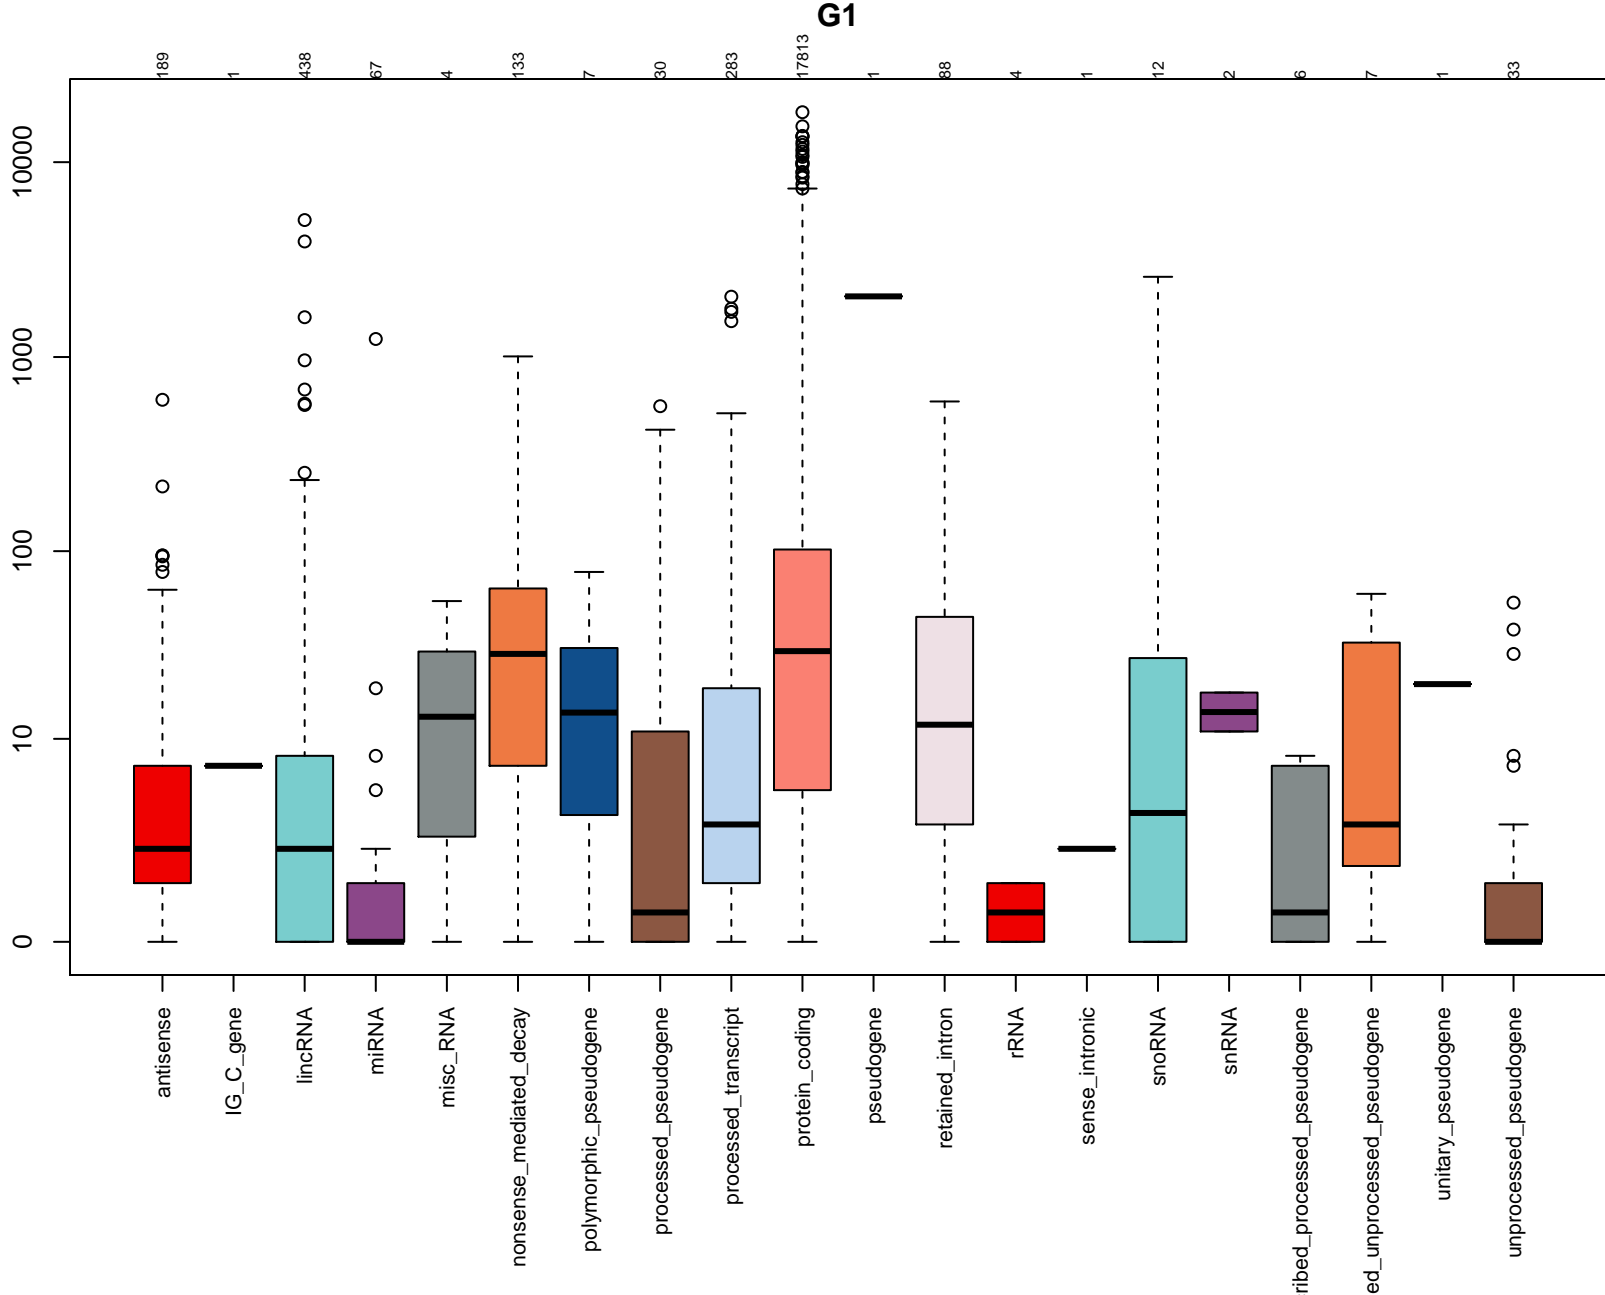 G1
189
1
438
67
4
133
7
30
283
17813
1
88
4
1
12
2
6
7
1
33
10000
1000
100
10
0
antisense
IG_C_gene
lincRNA
miRNA
misc_RNA
nonsense_mediated_decay
polymorphic_pseudogene
processed_pseudogene
processed_transcript
protein_coding
pseudogene
retained_intron
rRNA
sense_intronic
snoRNA
snRNA
ribed_processed_pseudogene
ed_unprocessed_pseudogene
unitary_pseudogene
unprocessed_pseudogene